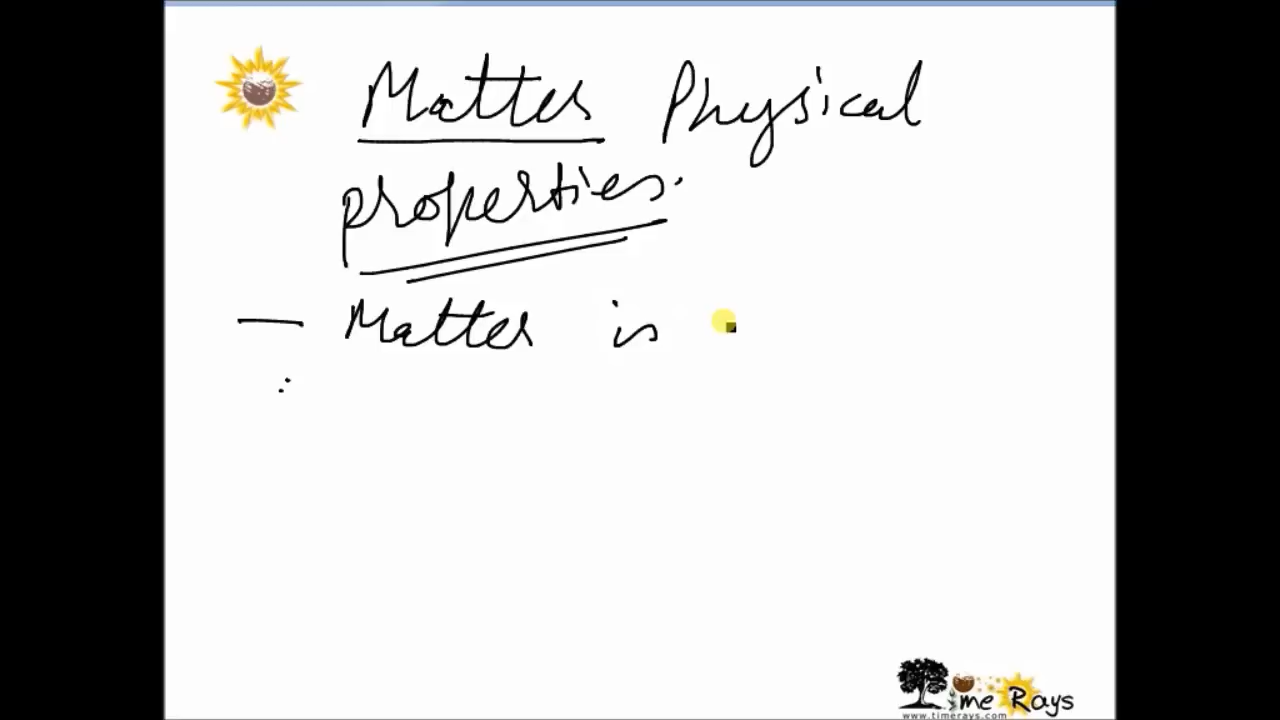 Matter Physical
properties.
— Matter is
Time Rays
www.timerays.com